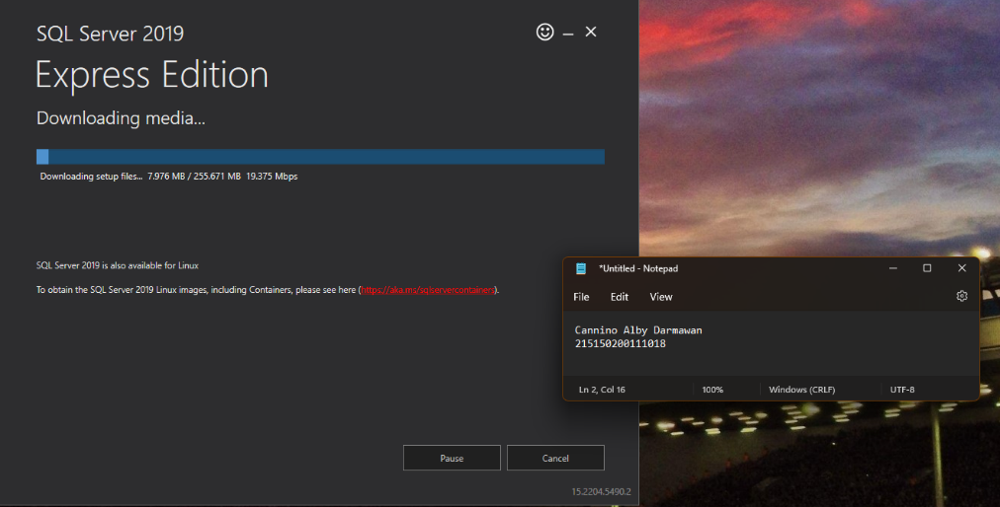 SQL Server 2019
Express Edition
Downloading media...
Downloading setup files... 7.976 MB / 255.671 MB 19.375 Mbps
SQL Server 2019 is also available for Linux
To obtain the SQL Server 2019 Linux images, including Containers, please see here (https://aka.ms/sqlservercontainers).
*Untitled - Notepad
File Edit View
Cannino Alby Darmawan
215150200111018
Ln 2, Col 16 100% Windows (CRLF) UTF-8
Pause Cancel
15.2204.5490.2